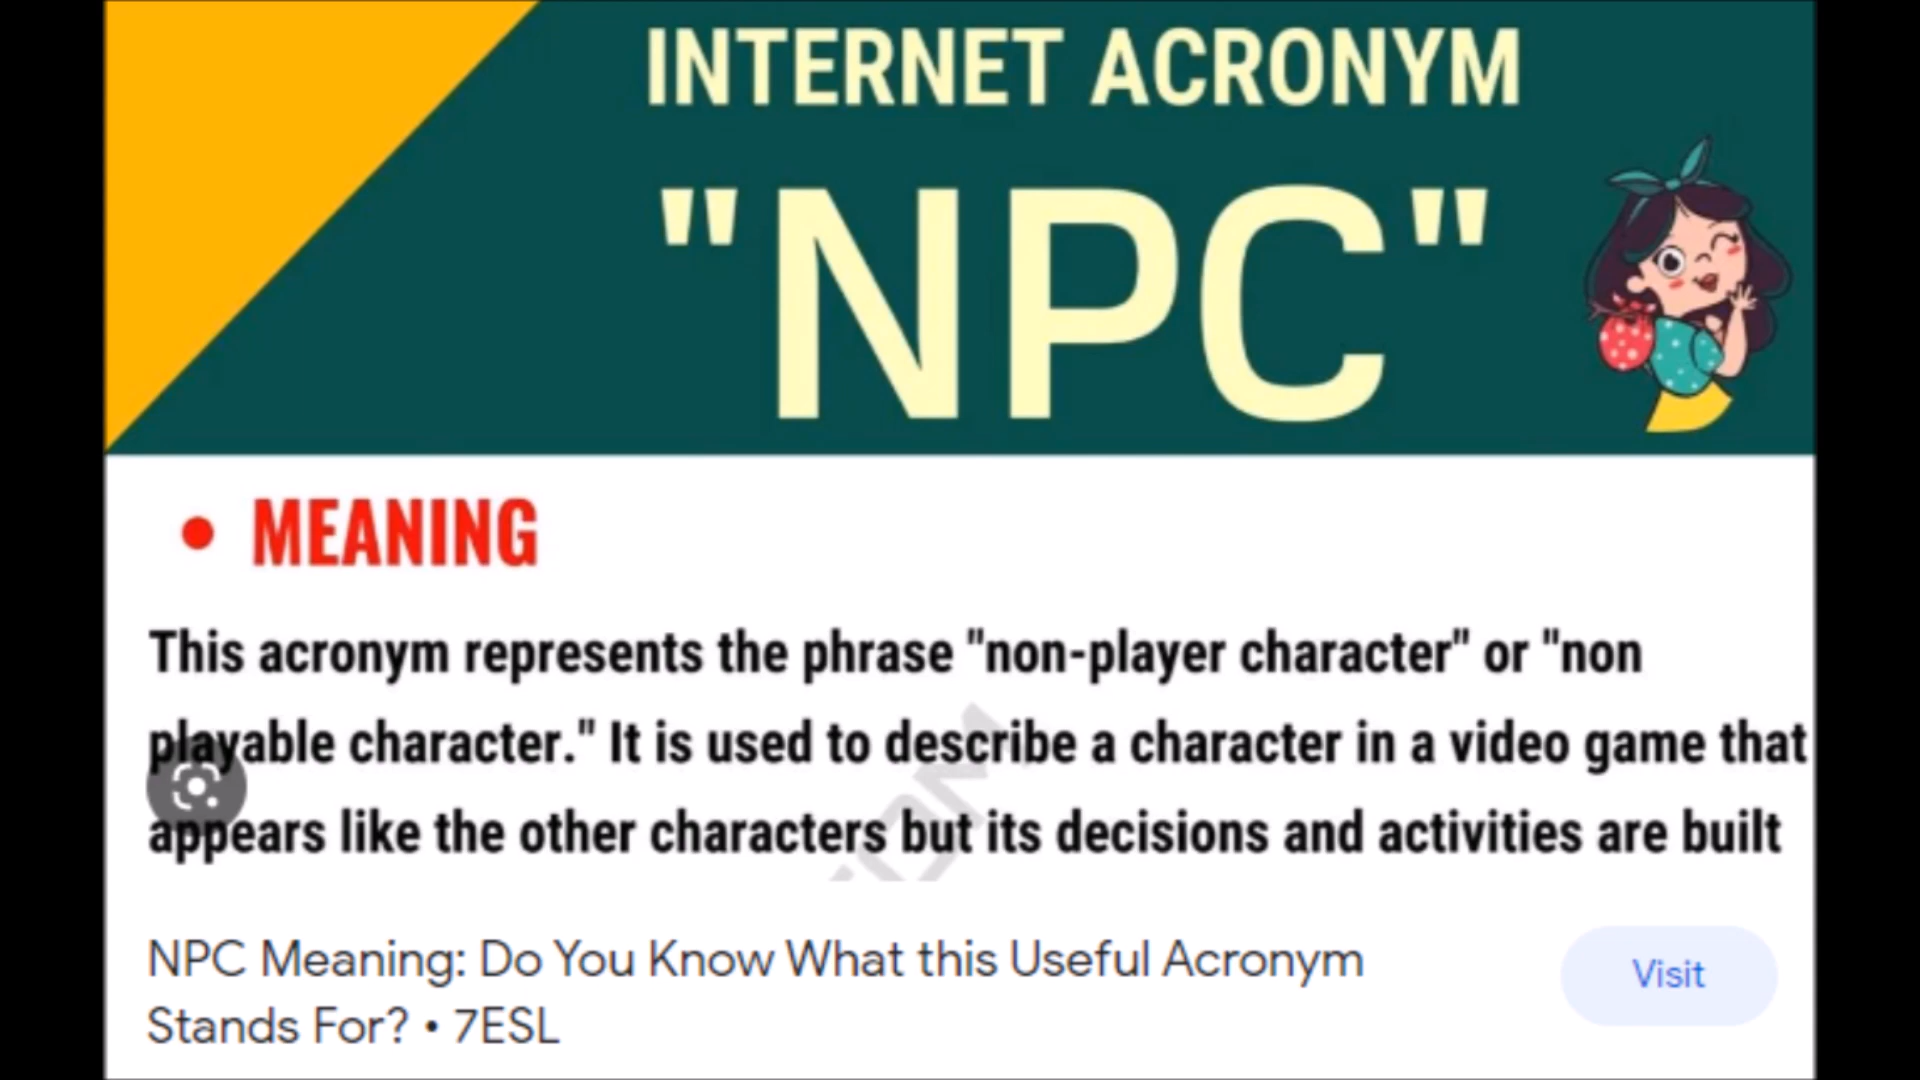 INTERNET ACRONYM
"NPC"
• MEANING
This acronym represents the phrase "non-player character" or "non
playable character." It is used to describe a character in a video game that
appears like the other characters but its decisions and activities are built
NPC Meaning: Do You Know What this Useful Acronym
Stands For? • 7ESL
Visit